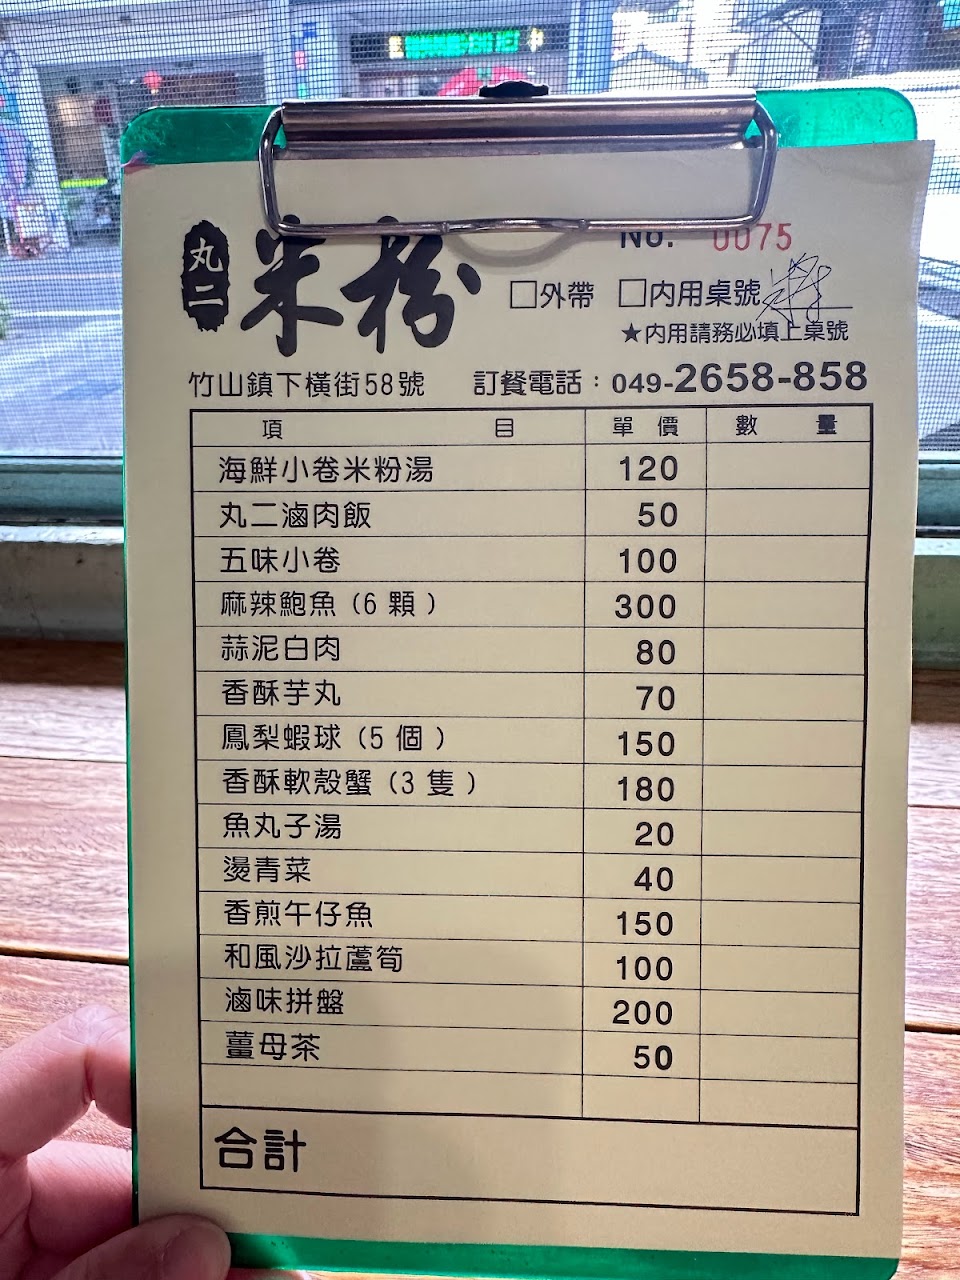 丸二 米粉
No. 0075
□外帶 □內用桌號
★內用請務必填上桌號
竹山鎮下橫街58號 訂餐電話：049-2658-858
項目 單價 數量
海鮮小卷米粉湯 120
丸二滷肉飯 50
五味小卷 100
麻辣鮑魚（6 顆） 300
蒜泥白肉 80
香酥芋丸 70
鳳梨蝦球（5 個） 150
香酥軟殼蟹（3 隻） 180
魚丸子湯 20
燙青菜 40
香煎午仔魚 150
和風沙拉蘆筍 100
滷味拼盤 200
薑母茶 50
合計